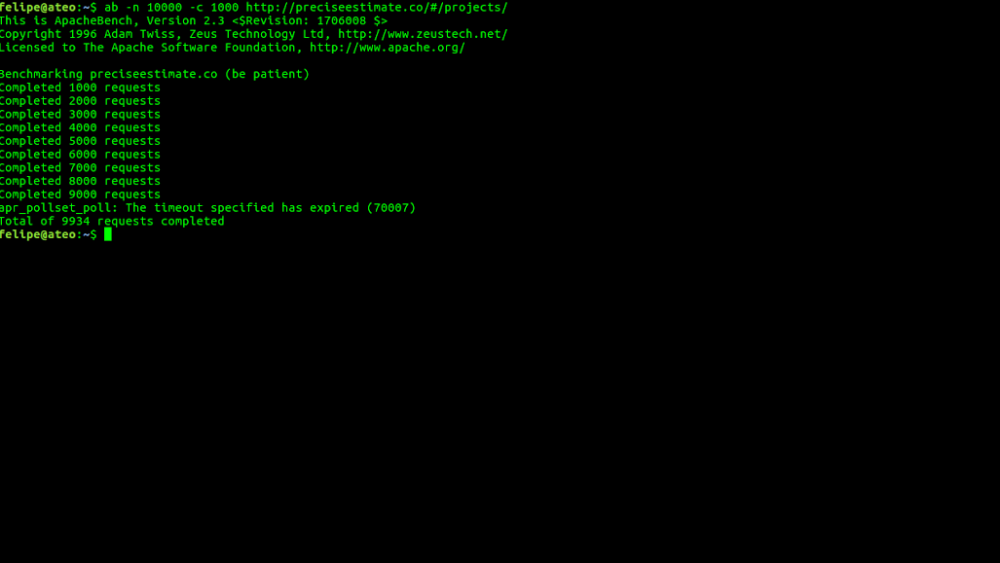 felipe@ateo:~$ ab -n 10000 -c 1000 http://preciseestimate.co/#/projects/
This is ApacheBench, Version 2.3 <$Revision: 1706008 $>
Copyright 1996 Adam Twiss, Zeus Technology Ltd, http://www.zeustech.net/
Licensed to The Apache Software Foundation, http://www.apache.org/
Benchmarking preciseestimate.co (be patient)
Completed 1000 requests
Completed 2000 requests
Completed 3000 requests
Completed 4000 requests
Completed 5000 requests
Completed 6000 requests
Completed 7000 requests
Completed 8000 requests
Completed 9000 requests
apr_pollset_poll: The timeout specified has expired (70007)
Total of 9934 requests completed
felipe@ateo:~$